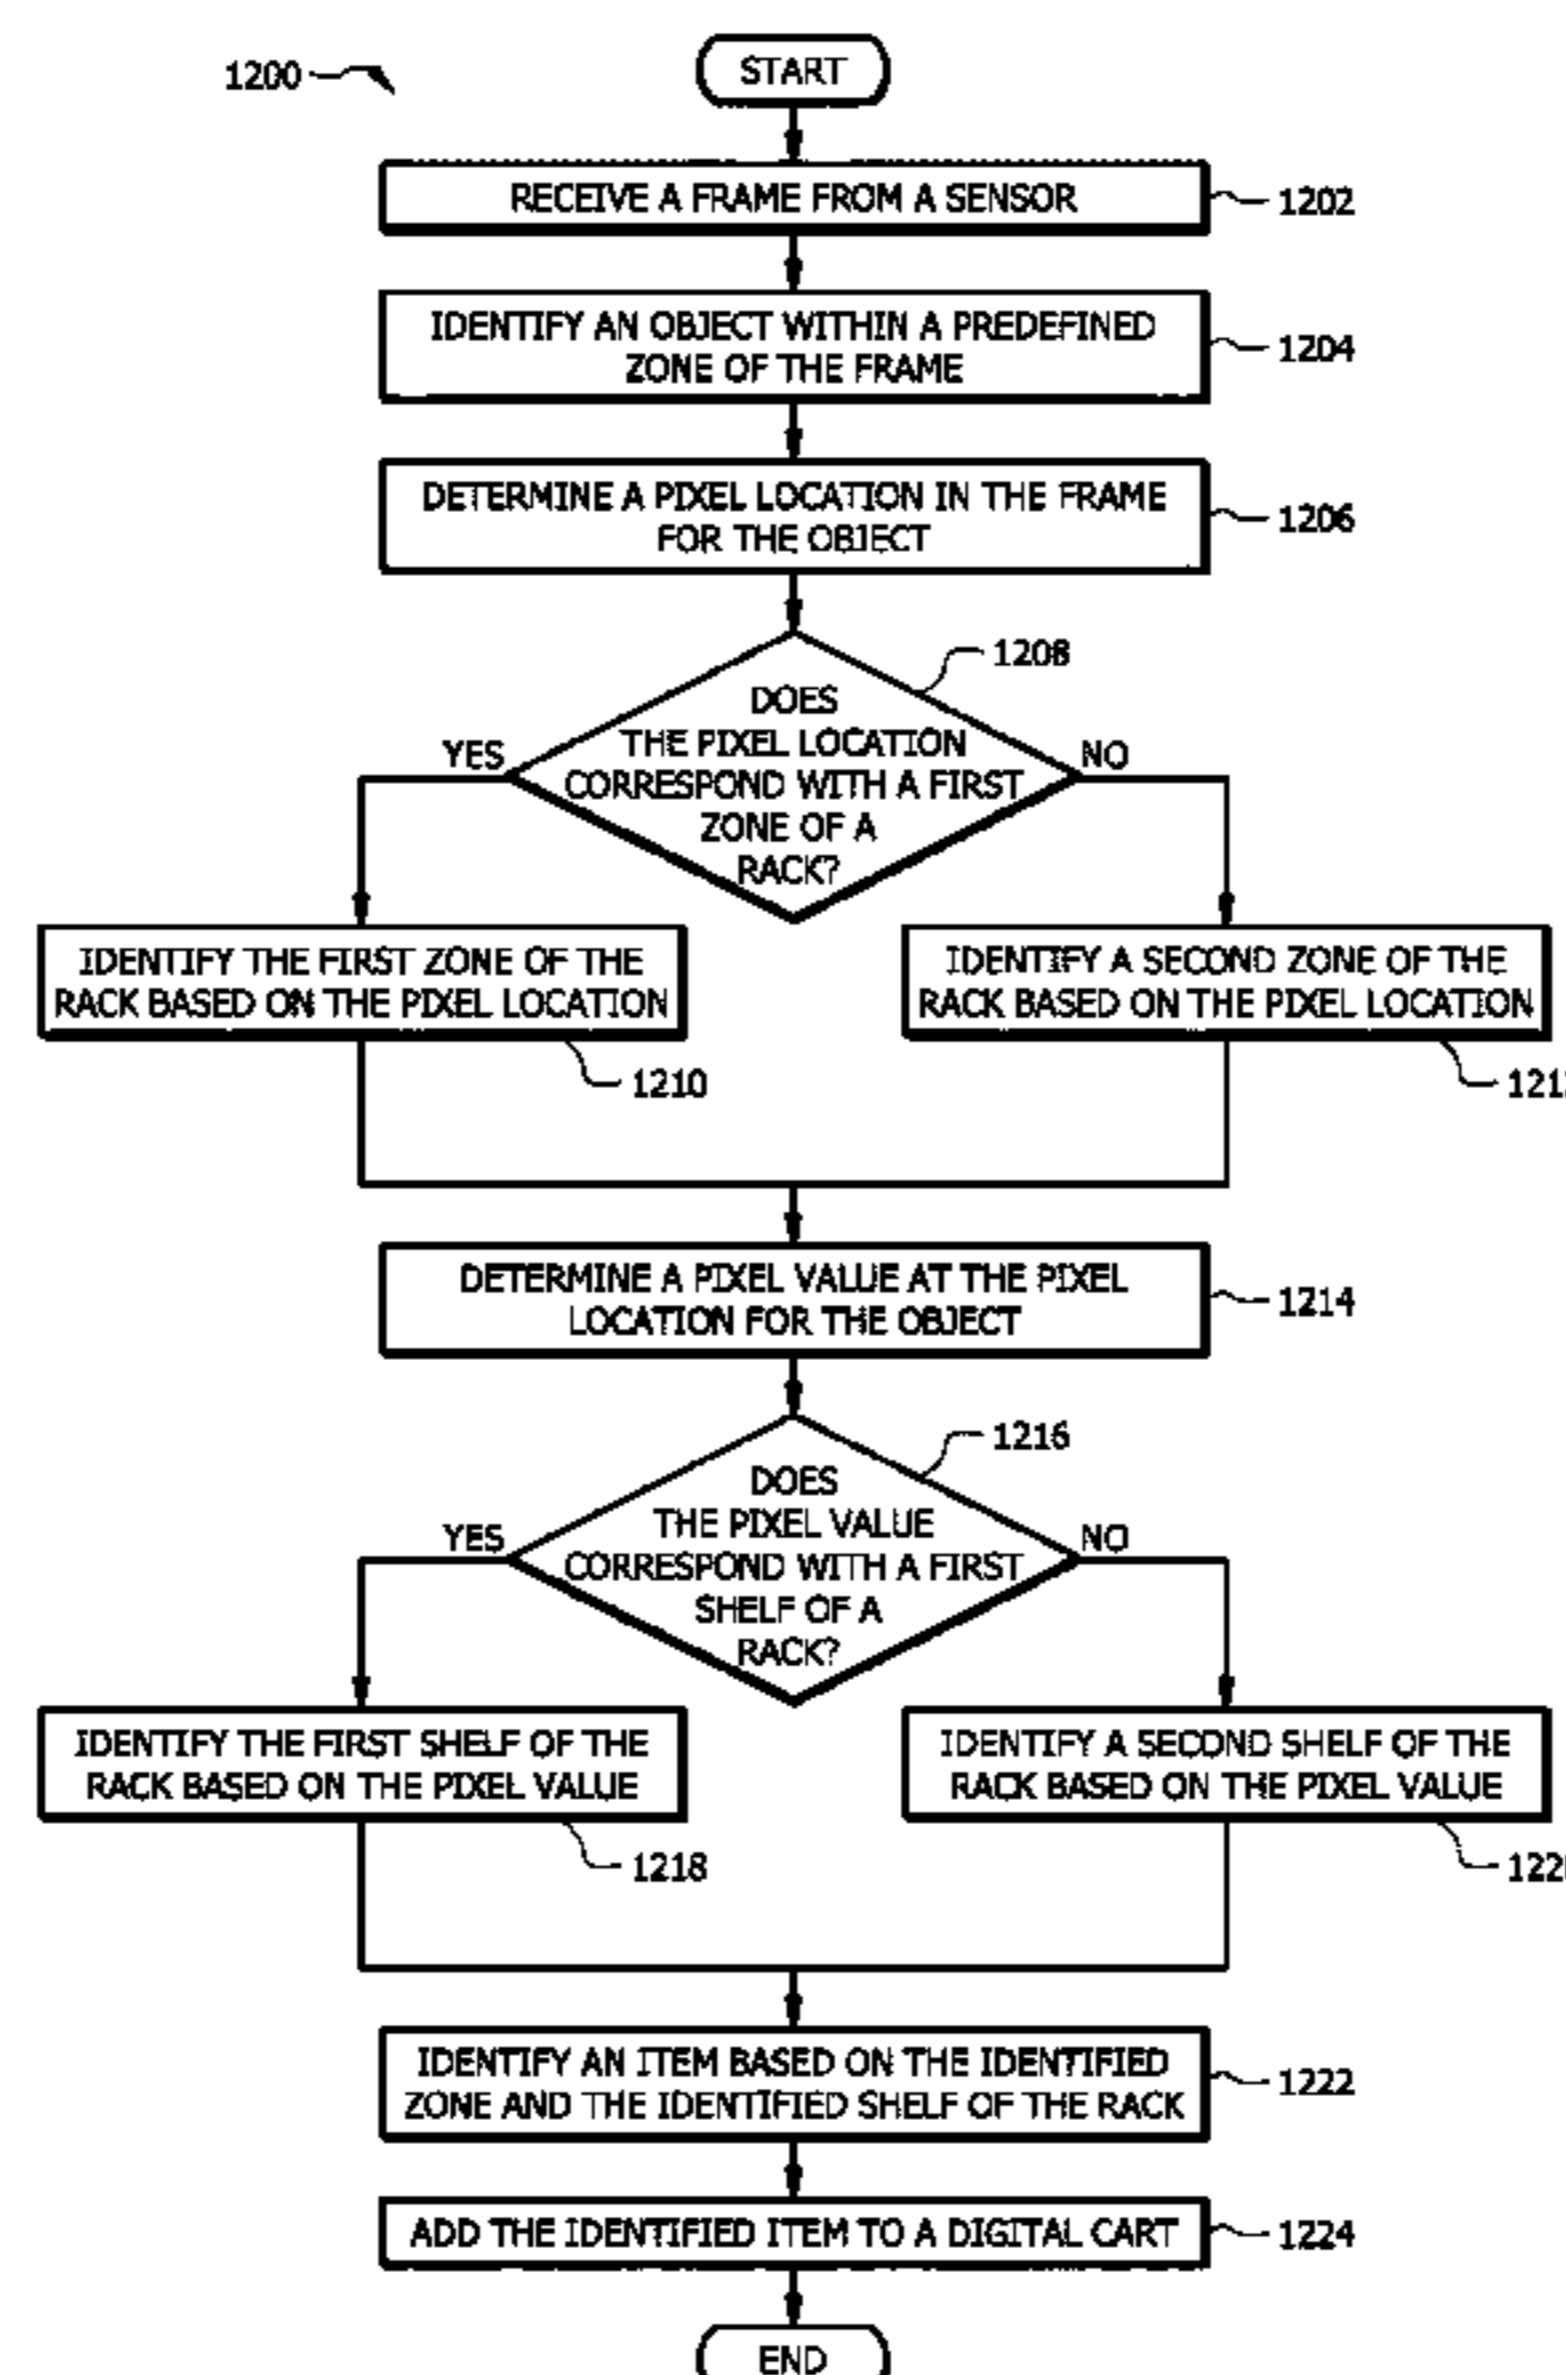 1200
START
RECEIVE A FRAME FROM A SENSOR
1202
IDENTIFY AN OBJECT WITHIN A PREDEFINED
ZONE OF THE FRAME
1204
DETERMINE A PIXEL LOCATION IN THE FRAME
FOR THE OBJECT
1206
1208
DOES
THE PIXEL LOCATION
CORRESPOND WITH A FIRST
ZONE OF A
RACK?
YES
NO
IDENTIFY THE FIRST ZONE OF THE
RACK BASED ON THE PIXEL LOCATION
1210
IDENTIFY A SECOND ZONE OF THE
RACK BASED ON THE PIXEL LOCATION
DETERMINE A PIXEL VALUE AT THE PIXEL
LOCATION FOR THE OBJECT
1214
1216
DOES
THE PIXEL VALUE
CORRESPOND WITH A FIRST
SHELF OF A
RACK?
YES
NO
IDENTIFY THE FIRST SHELF OF THE
RACK BASED ON THE PIXEL VALUE
1218
IDENTIFY A SECOND SHELF OF THE
RACK BASED ON THE PIXEL VALUE
IDENTIFY AN ITEM BASED ON THE IDENTIFIED
ZONE AND THE IDENTIFIED SHELF OF THE RACK
1222
ADD THE IDENTIFIED ITEM TO A DIGITAL CART
1224
END